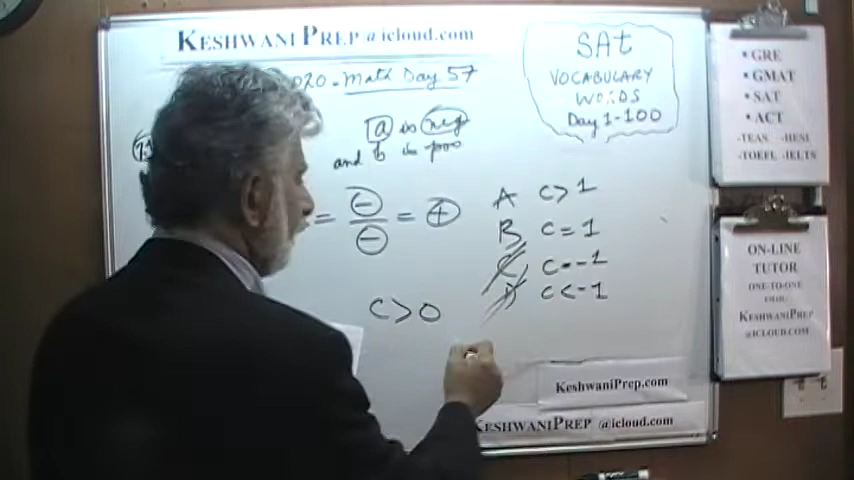 KESHWANI PREP @icloud.com
2020-Math Day 57
SAt
VOCABULARY
WORDS
Day 1-100
a is neg
and b is pos
= − / − = +
C > 0
A C > 1
B C = 1
C C = -1
D C < -1
• GRE
• GMAT
• SAT
• ACT
-TEAS -HESI
-TOEFL -IELTS
ON-LINE
TUTOR
ONE-TO-ONE
KESHWANIPREP
@ICLOUD.COM
KESHWANIPREP.com
KESHWANIPREP @icloud.com